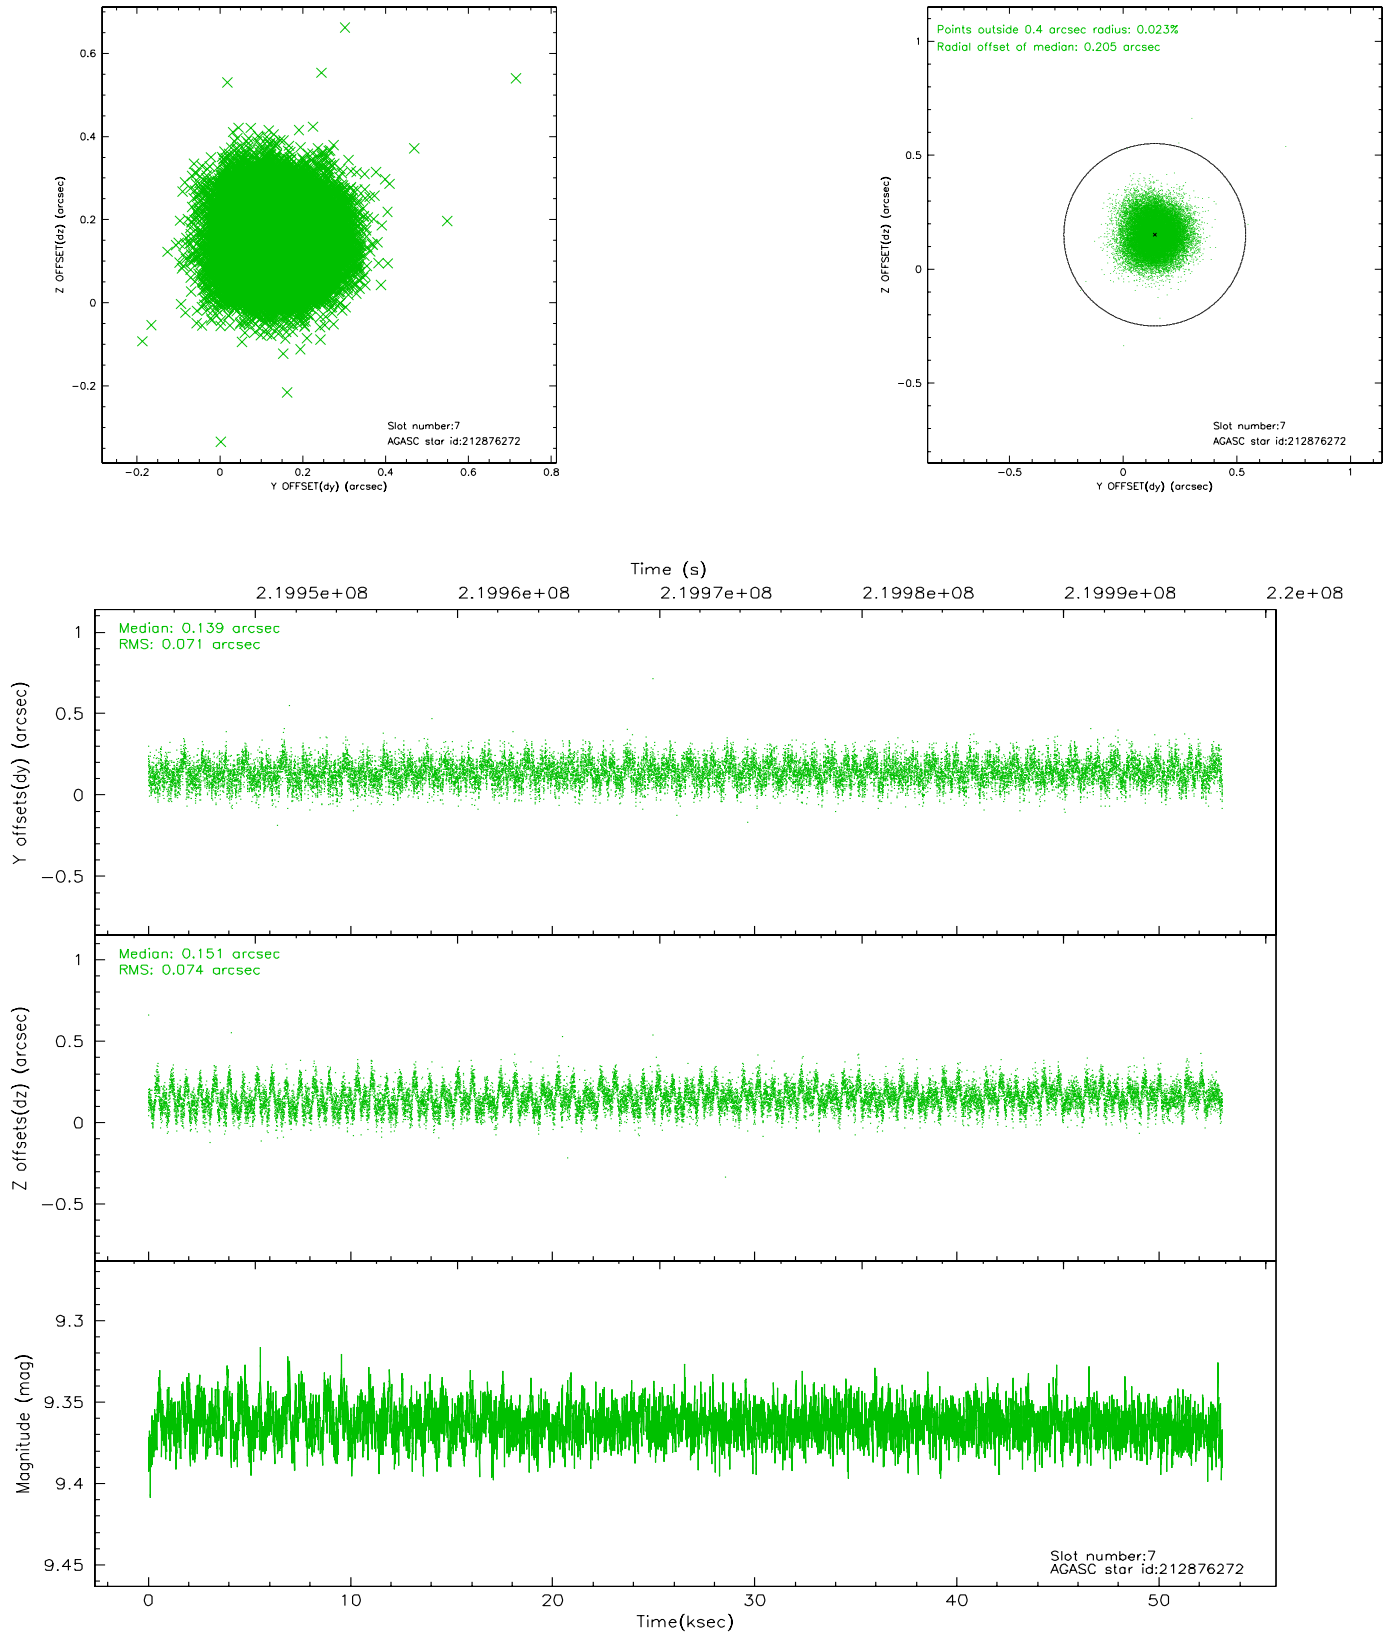 0.6
0.4
0.2
0
−0.2
Z OFFSET(dz) (arcsec)
Slot number:7
AGASC star id:212876272
−0.2 0 0.2 0.4 0.6 0.8
Y OFFSET(dy) (arcsec)
Points outside 0.4 arcsec radius: 0.023%
Radial offset of median: 0.205 arcsec
1
0.5
0
−0.5
Z OFFSET(dz) (arcsec)
Slot number:7
AGASC star id:212876272
−0.5 0 0.5 1
Y OFFSET(dy) (arcsec)
Time (s)
2.1995e+08 2.1996e+08 2.1997e+08 2.1998e+08 2.1999e+08 2.2e+08
Median: 0.139 arcsec
RMS: 0.071 arcsec
1
0.5
0
−0.5
Y offsets(dy) (arcsec)
Median: 0.151 arcsec
RMS: 0.074 arcsec
1
0.5
0
−0.5
Z offsets(dz) (arcsec)
9.3
9.35
9.4
9.45
Magnitude (mag)
Slot number:7
AGASC star id:212876272
0 10 20 30 40 50
Time(ksec)